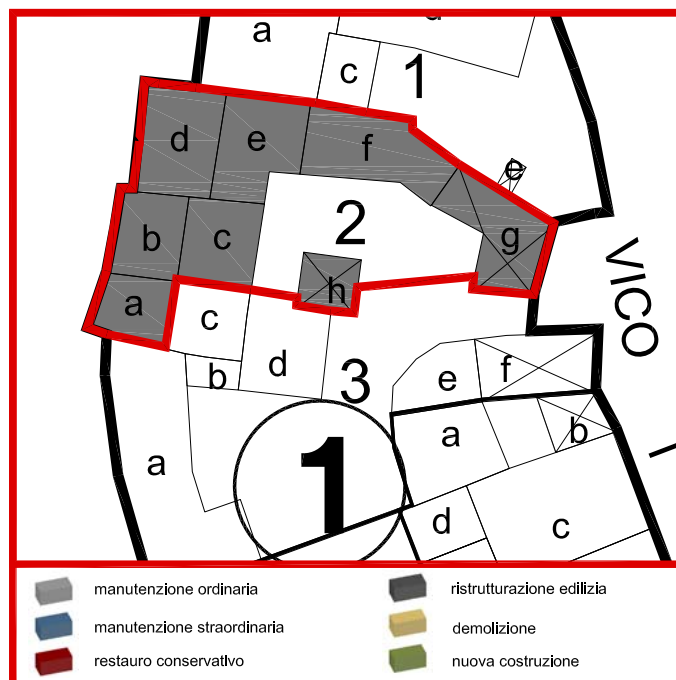 a
d
c
1
d
e
f
e
b
c
2
g
a
h
VICO
c
b
d
3
e
f
a
1
a
b
d
c
manutenzione ordinaria
manutenzione straordinaria
restauro conservativo
ristrutturazione edilizia
demolizione
nuova costruzione